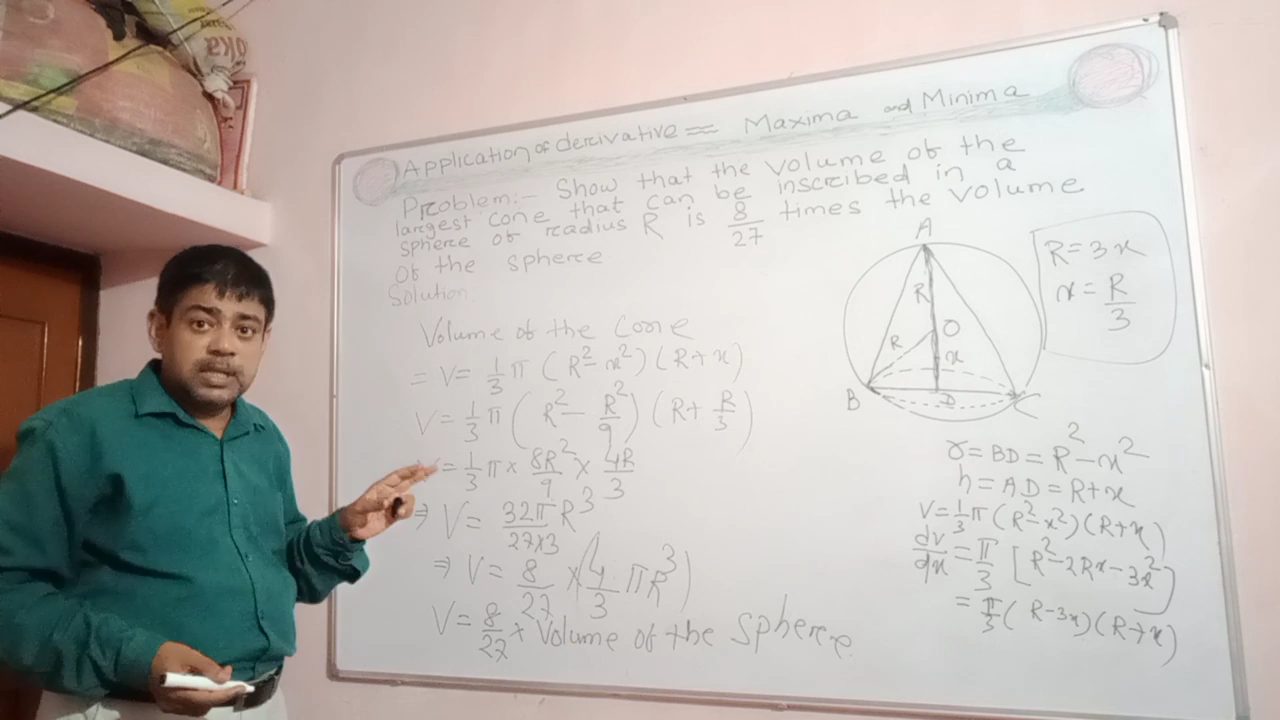 Application of derivative = Maxima and Minima
Problem:- Show that the volume of the
largest cone that can be inscribed in a
sphere of radius R is 8/27 times the volume
of the sphere
Solution
Volume of the cone
= V = 1/3 π (R² - x²) (R + x)
V = 1/3 π (R² - R²/9) (R + R/3)
V = 1/3 π × 8R²/9 × 4R/3
⇒ V = 32π/27×3 R³
⇒ V = 8/27 × (4/3 πR³)
V = 8/27 × Volume of the sphere
A
R
O
R
x
B
D
C
R = 3x
x = R/3
r = BD = R² - x²
h = AD = R + x
V = 1/3 π (R² - x²) (R + x)
dv/dx = π/3 [R² - 2Rx - 3x²]
= π/3 (R - 3x) (R + x)